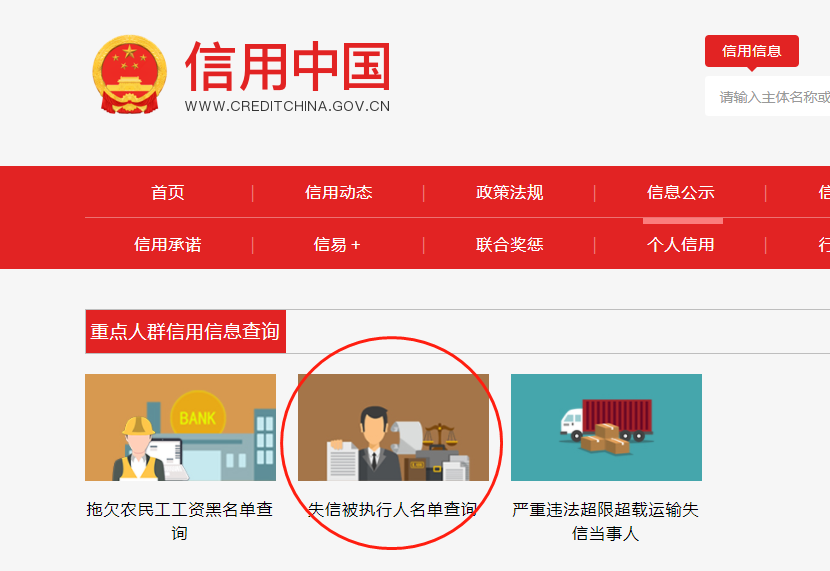 信用中国
WWW.CREDITCHINA.GOV.CN
信用信息
请输入主体名称或
首页
信用动态
政策法规
信息公示
信用承诺
信易+
联合奖惩
个人信用
行
重点人群信用信息查询
BANK
拖欠农民工工资黑名单查
询
失信被执行人名单查询
严重违法超限超载运输失
信当事人